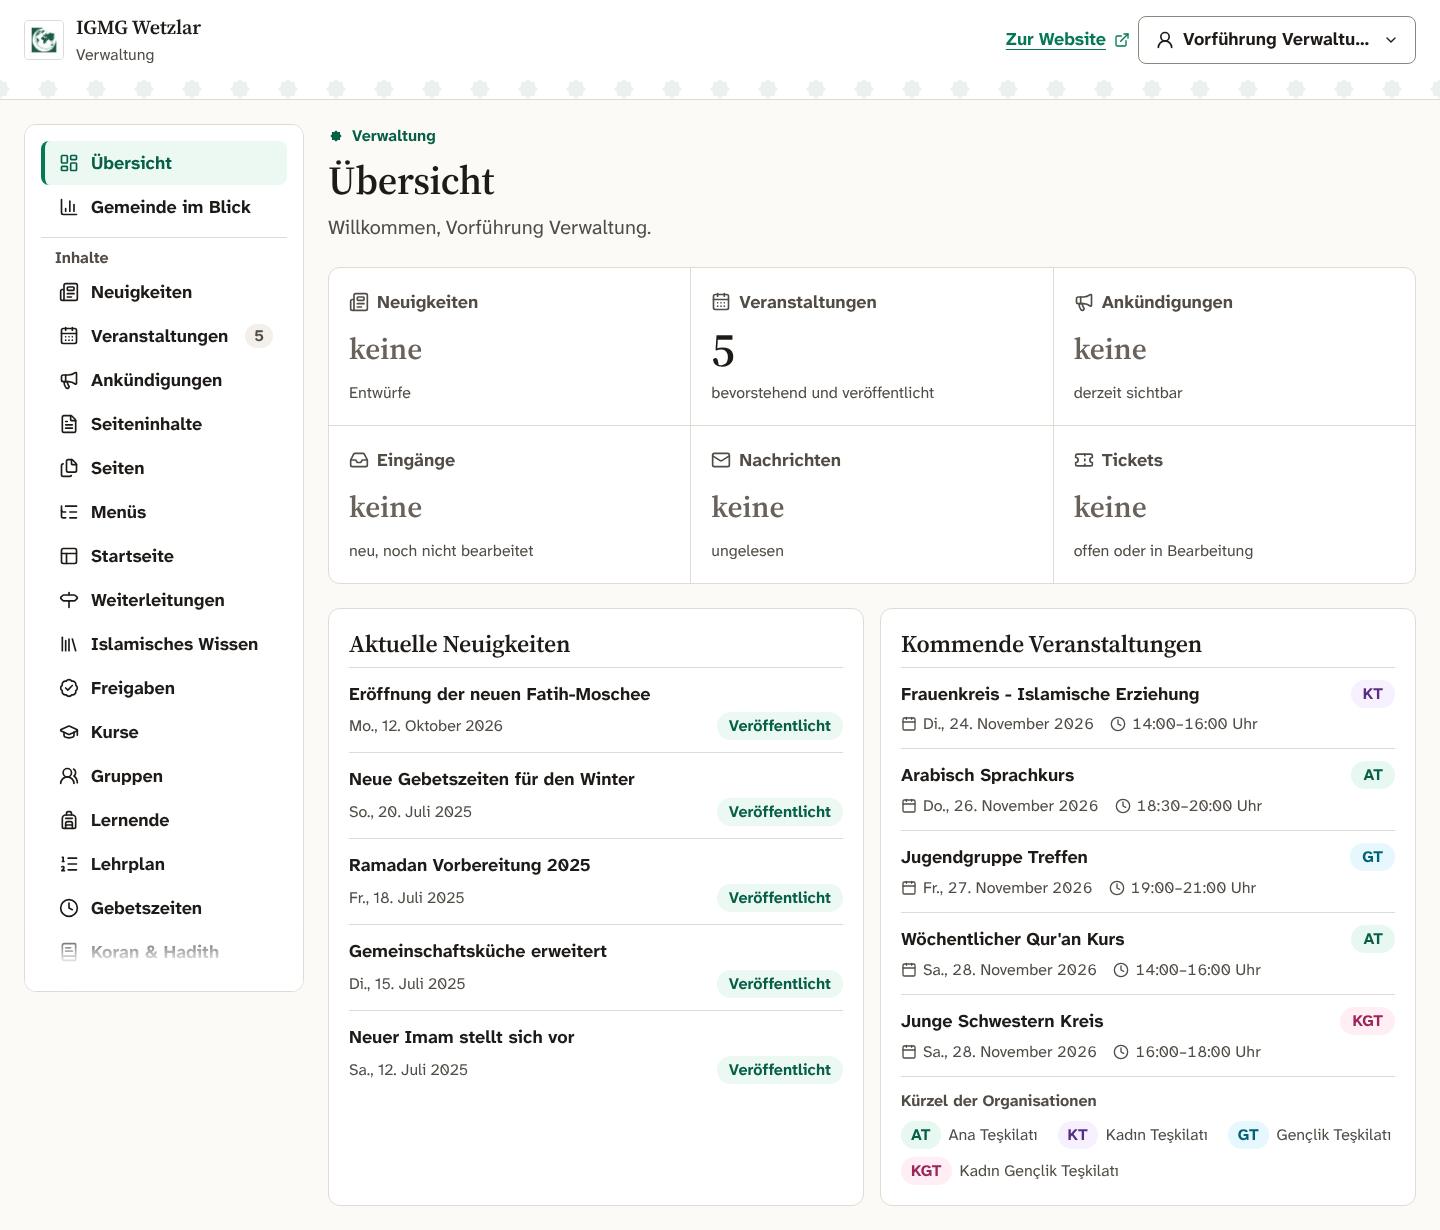 IGMG Wetzlar
Verwaltung
Zur Website
Vorführung Verwaltu...
Übersicht
Gemeinde im Blick
Inhalte
Neuigkeiten
Veranstaltungen 5
Ankündigungen
Seiteninhalte
Seiten
Menüs
Startseite
Weiterleitungen
Islamisches Wissen
Freigaben
Kurse
Gruppen
Lernende
Lehrplan
Gebetszeiten
Koran & Hadith
Verwaltung
Übersicht
Willkommen, Vorführung Verwaltung.
Neuigkeiten
keine
Entwürfe
Veranstaltungen
5
bevorstehend und veröffentlicht
Ankündigungen
keine
derzeit sichtbar
Eingänge
keine
neu, noch nicht bearbeitet
Nachrichten
keine
ungelesen
Tickets
keine
offen oder in Bearbeitung
Aktuelle Neuigkeiten
Eröffnung der neuen Fatih-Moschee
Mo., 12. Oktober 2026 Veröffentlicht
Neue Gebetszeiten für den Winter
So., 20. Juli 2025 Veröffentlicht
Ramadan Vorbereitung 2025
Fr., 18. Juli 2025 Veröffentlicht
Gemeinschaftsküche erweitert
Di., 15. Juli 2025 Veröffentlicht
Neuer Imam stellt sich vor
Sa., 12. Juli 2025 Veröffentlicht
Kommende Veranstaltungen
Frauenkreis - Islamische Erziehung KT
Di., 24. November 2026 14:00–16:00 Uhr
Arabisch Sprachkurs AT
Do., 26. November 2026 18:30–20:00 Uhr
Jugendgruppe Treffen GT
Fr., 27. November 2026 19:00–21:00 Uhr
Wöchentlicher Qur'an Kurs AT
Sa., 28. November 2026 14:00–16:00 Uhr
Junge Schwestern Kreis KGT
Sa., 28. November 2026 16:00–18:00 Uhr
Kürzel der Organisationen
AT Ana Teşkilatı KT Kadın Teşkilatı GT Gençlik Teşkilatı
KGT Kadın Gençlik Teşkilatı